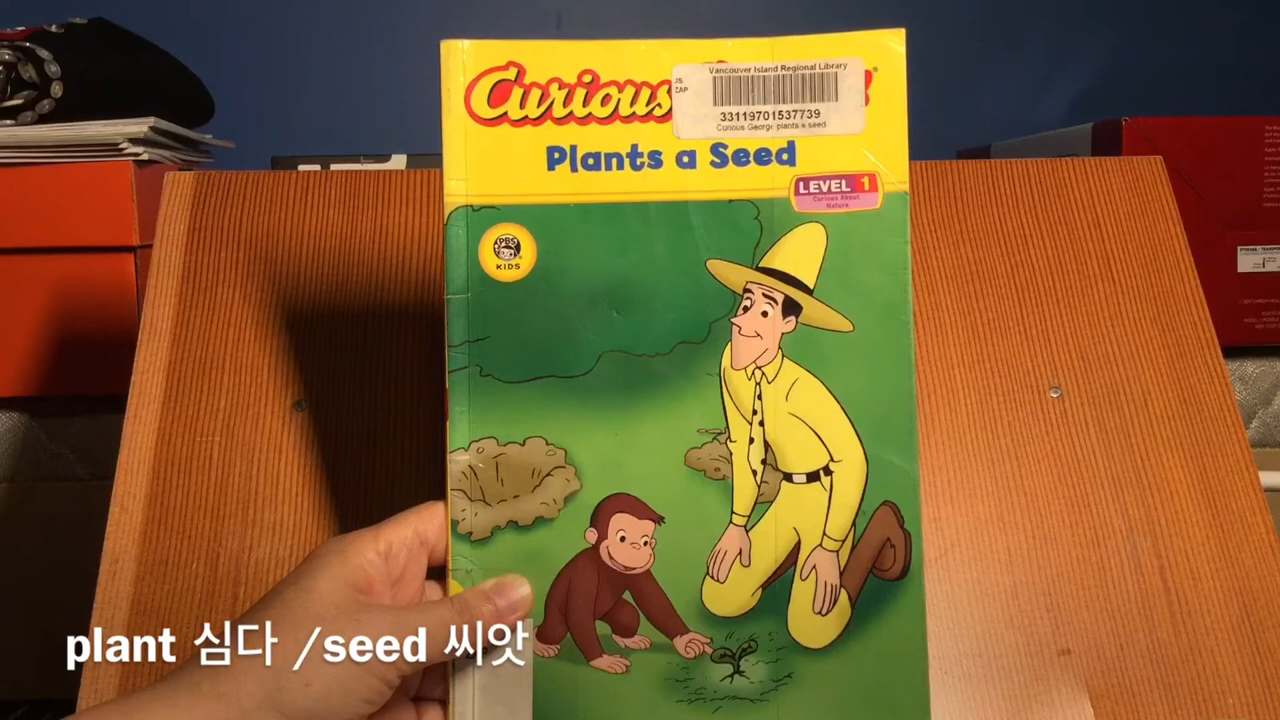 Curious
Vancouver Island Regional Library
JS
ZAP
33119701537739
Curious George plants a seed
Plants a Seed
LEVEL 1
Curious About
Nature
PBS
KIDS
plant 심다 /seed 씨앗